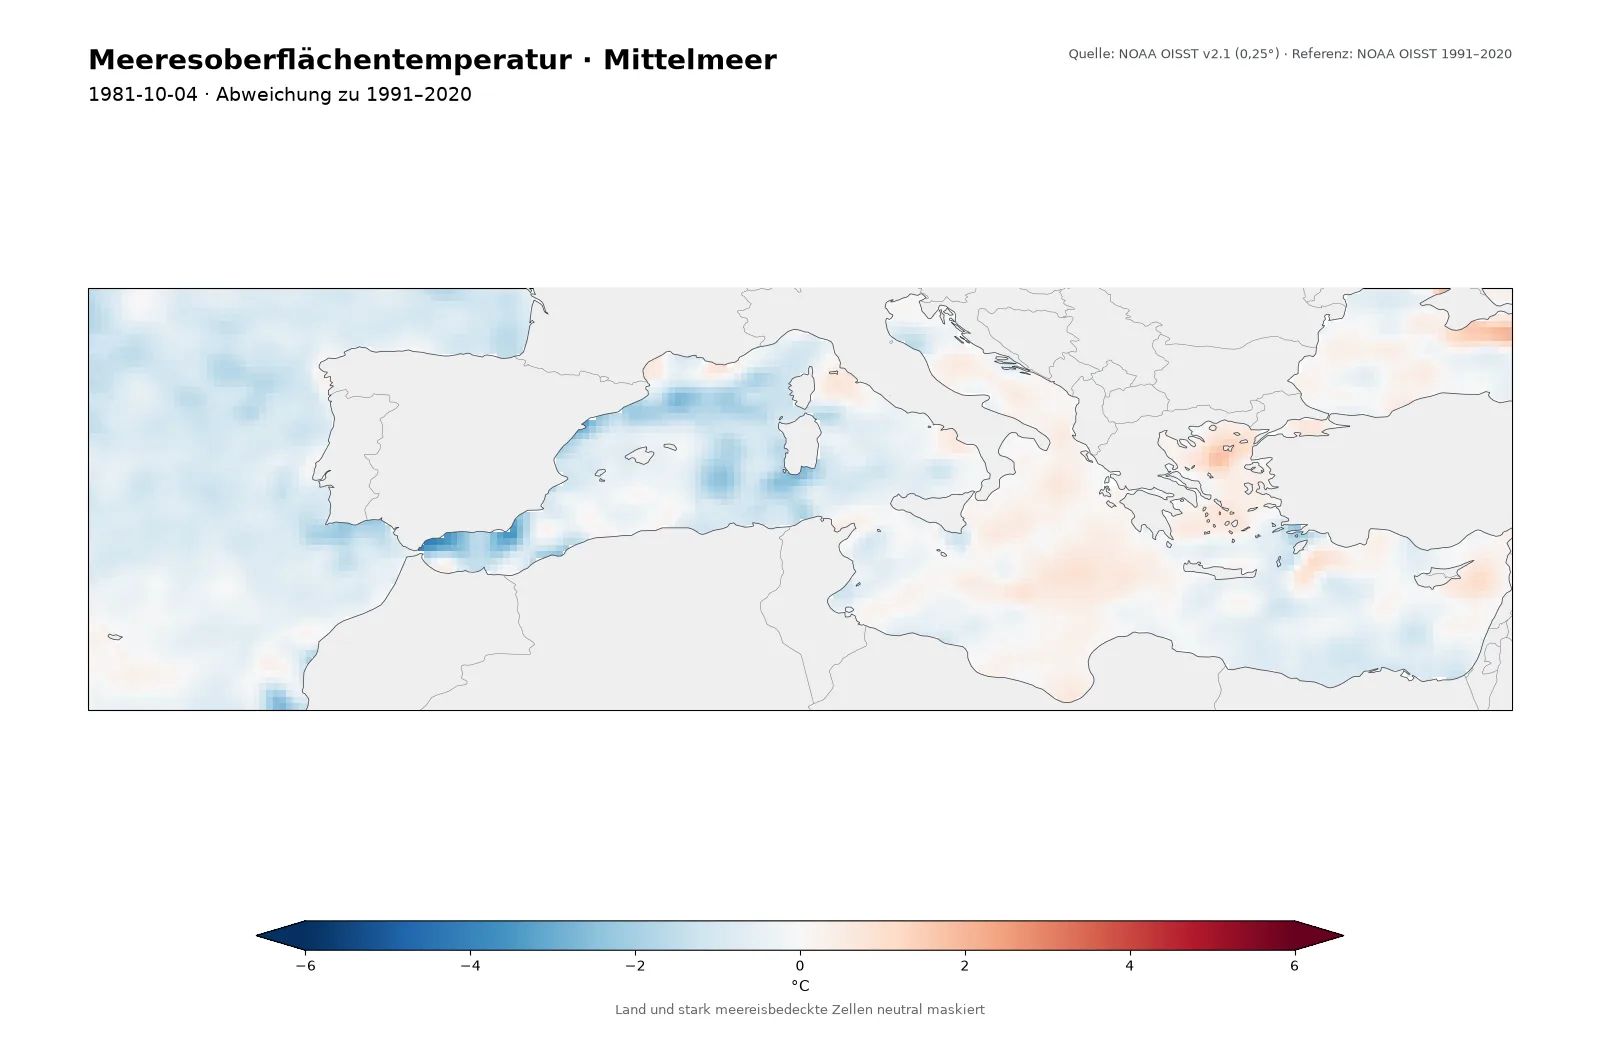 Meeresoberflächentemperatur · Mittelmeer
Quelle: NOAA OISST v2.1 (0,25°) · Referenz: NOAA OISST 1991–2020
1981-10-04 · Abweichung zu 1991–2020
−6 −4 −2 0 2 4 6
°C
Land und stark meereisbedeckte Zellen neutral maskiert